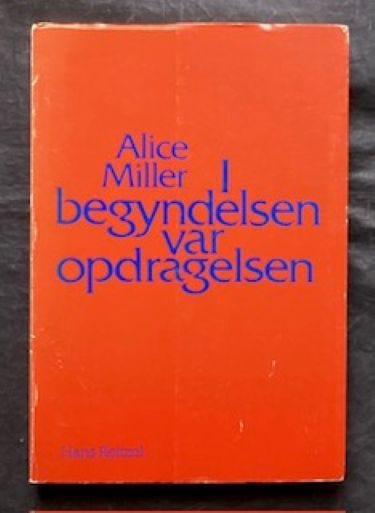 Alice
Miller I
begyndelsen
var
opdragelsen
Hans Reitzel